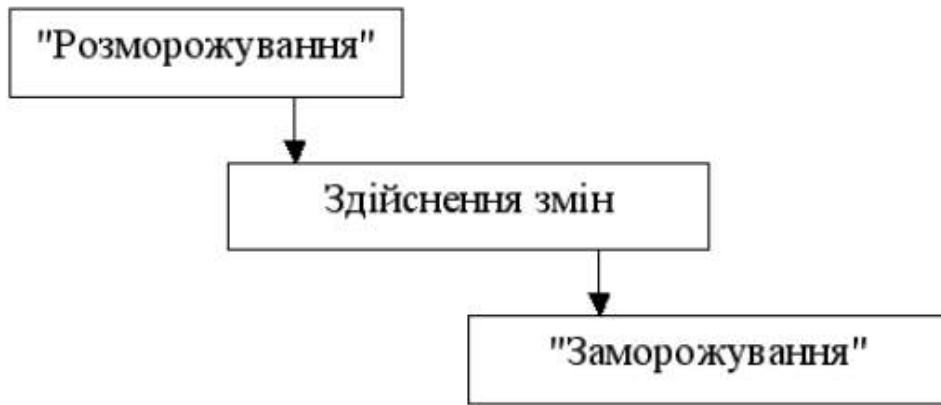 "Розморожування"
Здійснення змін
"Заморожування"